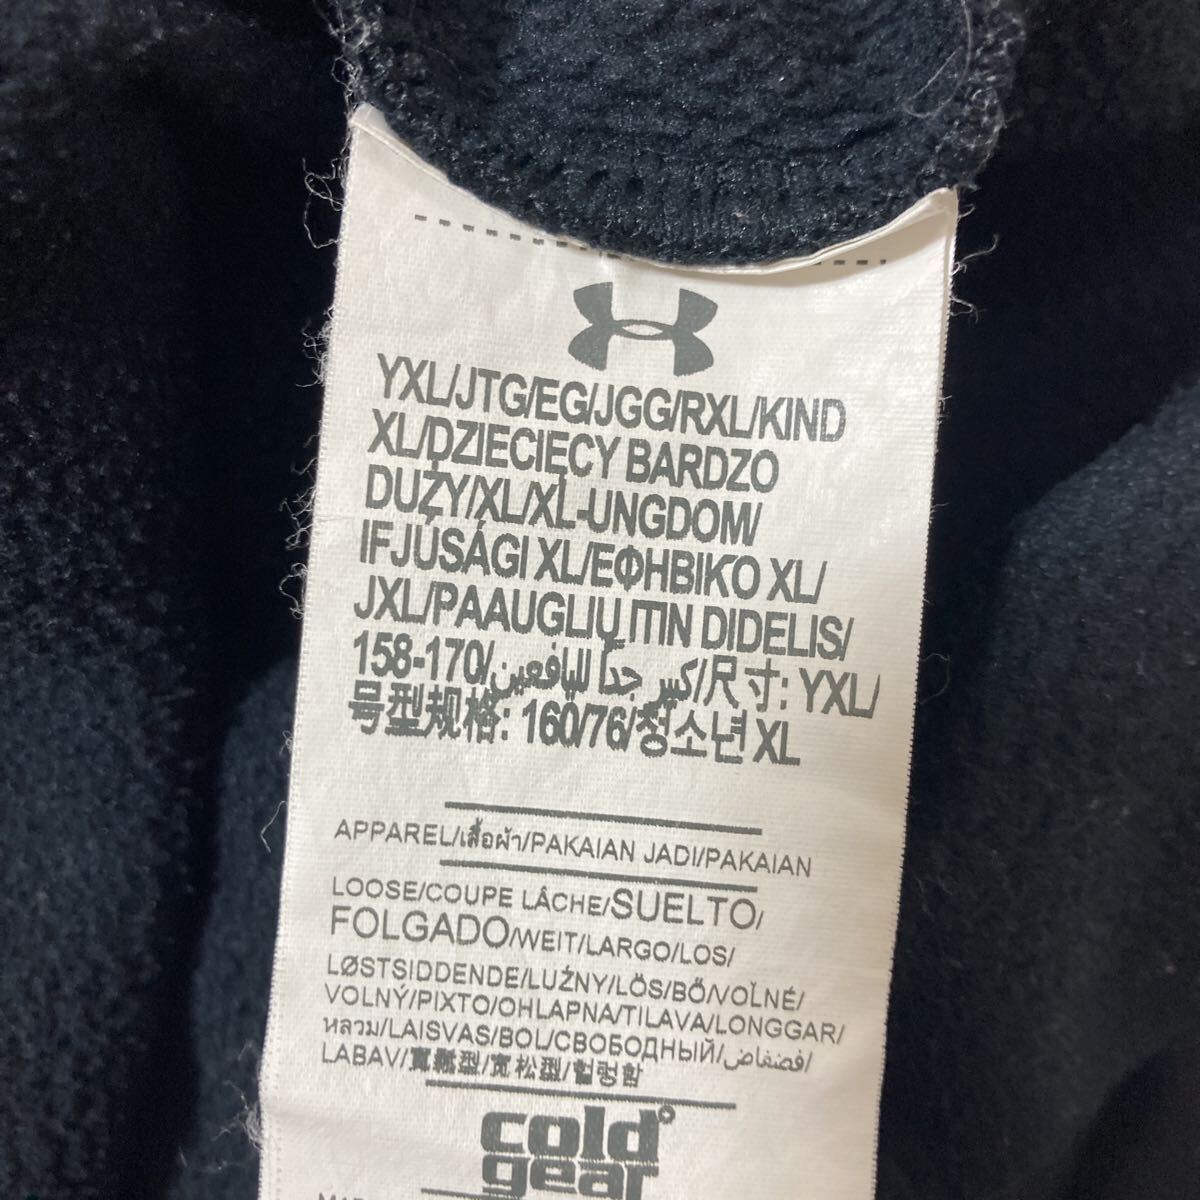 YXL/JTG/EG/JGG/RXL/KIND
XL/DZIECIĘCY BARDZO
DUŻY/XL/XL-UNGDOM/
IFJÚSÁGI XL/ΕΦΗΒΙΚΟ XL/
JXL/PAAUGLIŲ ITIN DIDELIS/
158-170/كبير جداً لليافعين/尺寸: YXL/
号型规格: 160/76/청소년 XL
APPAREL/เสื้อผ้า/PAKAIAN JADI/PAKAIAN
LOOSE/COUPE LÂCHE/SUELTO/
FOLGADO/WEIT/LARGO/LOS/
LØSTSIDDENDE/LUŹNY/LÖS/BŐ/VOĽNÉ/
VOLNÝ/ΡΙΧΤΟ/OHLAPNA/TILAVA/LONGGAR/
หลวม/LAISVAS/BOL/СВОБОДНЫЙ/فضفاض/
LABAV/寬鬆型/宽松型/헐렁함
cold
gear